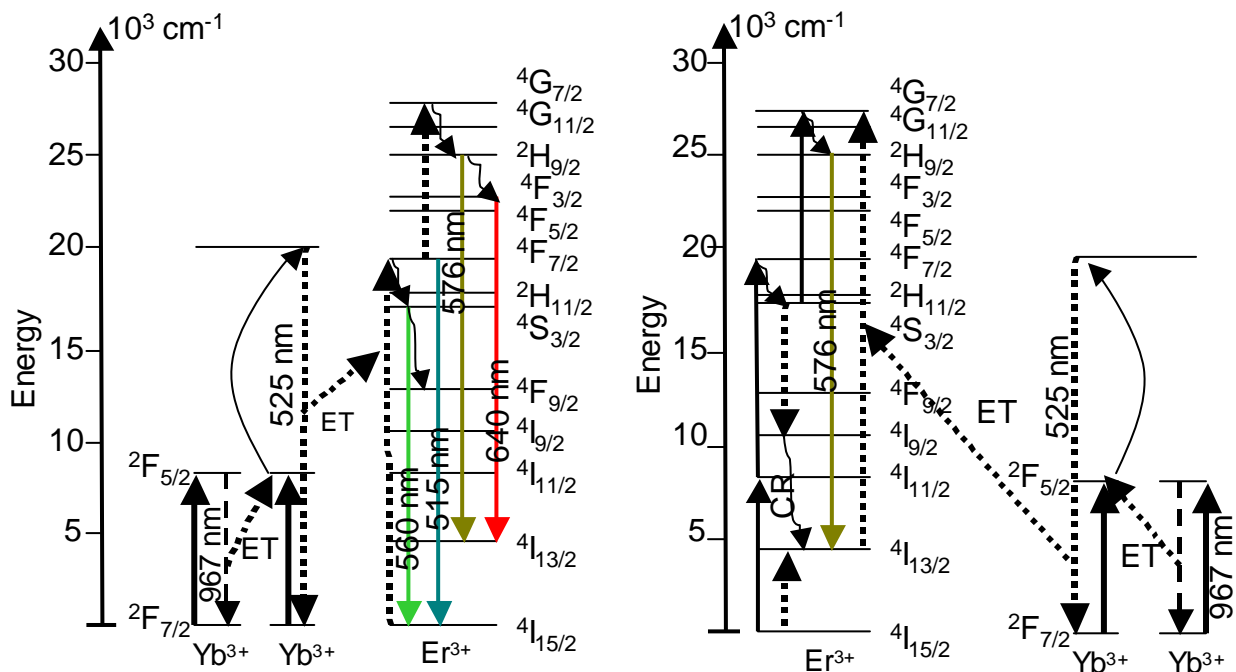 10³ cm⁻¹
30
25
20
15
10
5
Energy
²F₅/₂
²F₇/₂
967 nm
ET
525 nm
ET
Yb³⁺
Yb³⁺
⁴G₇/₂
⁴G₁₁/₂
²H₉/₂
⁴F₃/₂
⁴F₅/₂
⁴F₇/₂
²H₁₁/₂
⁴S₃/₂
⁴F₉/₂
⁴I₉/₂
⁴I₁₁/₂
⁴I₁₃/₂
⁴I₁₅/₂
560 nm
515 nm
576 nm
640 nm
Er³⁺
10³ cm⁻¹
30
25
20
15
10
5
Energy
⁴G₇/₂
⁴G₁₁/₂
²H₉/₂
⁴F₃/₂
⁴F₅/₂
⁴F₇/₂
²H₁₁/₂
⁴S₃/₂
⁴F₉/₂
⁴I₉/₂
⁴I₁₁/₂
⁴I₁₃/₂
⁴I₁₅/₂
CR
576 nm
Er³⁺
ET
525 nm
²F₅/₂
ET
967 nm
²F₇/₂
Yb³⁺
Yb³⁺